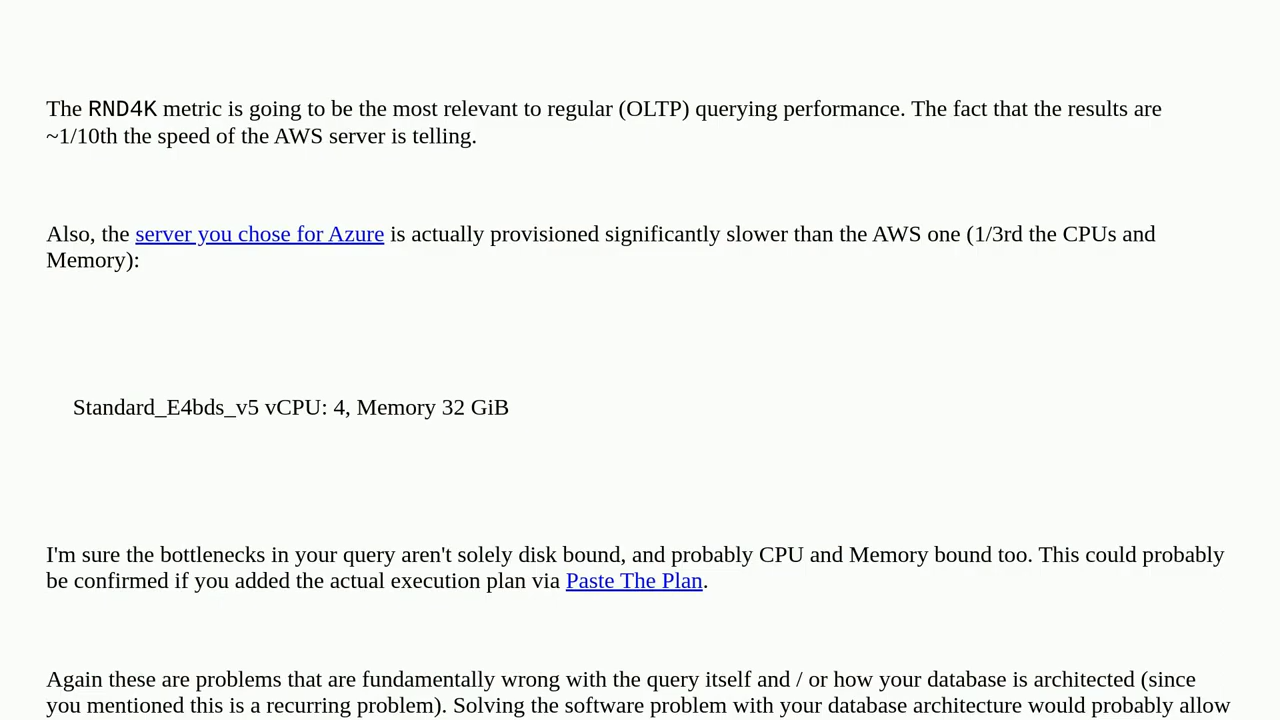 The RND4K metric is going to be the most relevant to regular (OLTP) querying performance. The fact that the results are
~1/10th the speed of the AWS server is telling.
Also, the server you chose for Azure is actually provisioned significantly slower than the AWS one (1/3rd the CPUs and
Memory):
Standard_E4bds_v5 vCPU: 4, Memory 32 GiB
I'm sure the bottlenecks in your query aren't solely disk bound, and probably CPU and Memory bound too. This could probably
be confirmed if you added the actual execution plan via Paste The Plan.
Again these are problems that are fundamentally wrong with the query itself and / or how your database is architected (since
you mentioned this is a recurring problem). Solving the software problem with your database architecture would probably allow